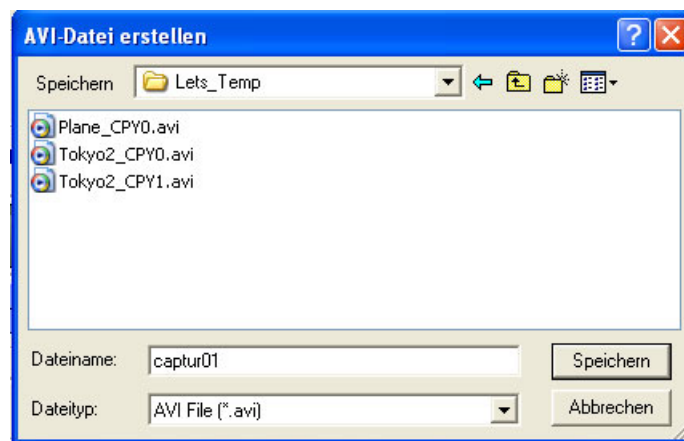 AVI-Datei erstellen
Speichern Lets_Temp
Plane_CPY0.avi
Tokyo2_CPY0.avi
Tokyo2_CPY1.avi
Dateiname: captur01 Speichern
Dateityp: AVI File (*.avi) Abbrechen